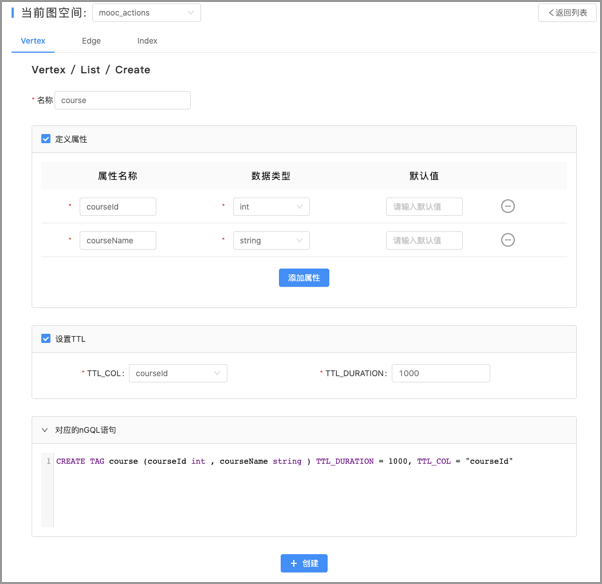 当前图空间: mooc_actions <返回列表
Vertex Edge Index
Vertex / List / Create
* 名称 course
定义属性
属性名称 数据类型 默认值
* courseId * int 请输入默认值
* courseName * string 请输入默认值
添加属性
设置TTL
* TTL_COL: courseId * TTL_DURATION: 1000
对应的nGQL语句
1 CREATE TAG course (courseId int , courseName string ) TTL_DURATION = 1000, TTL_COL = "courseId"
+ 创建